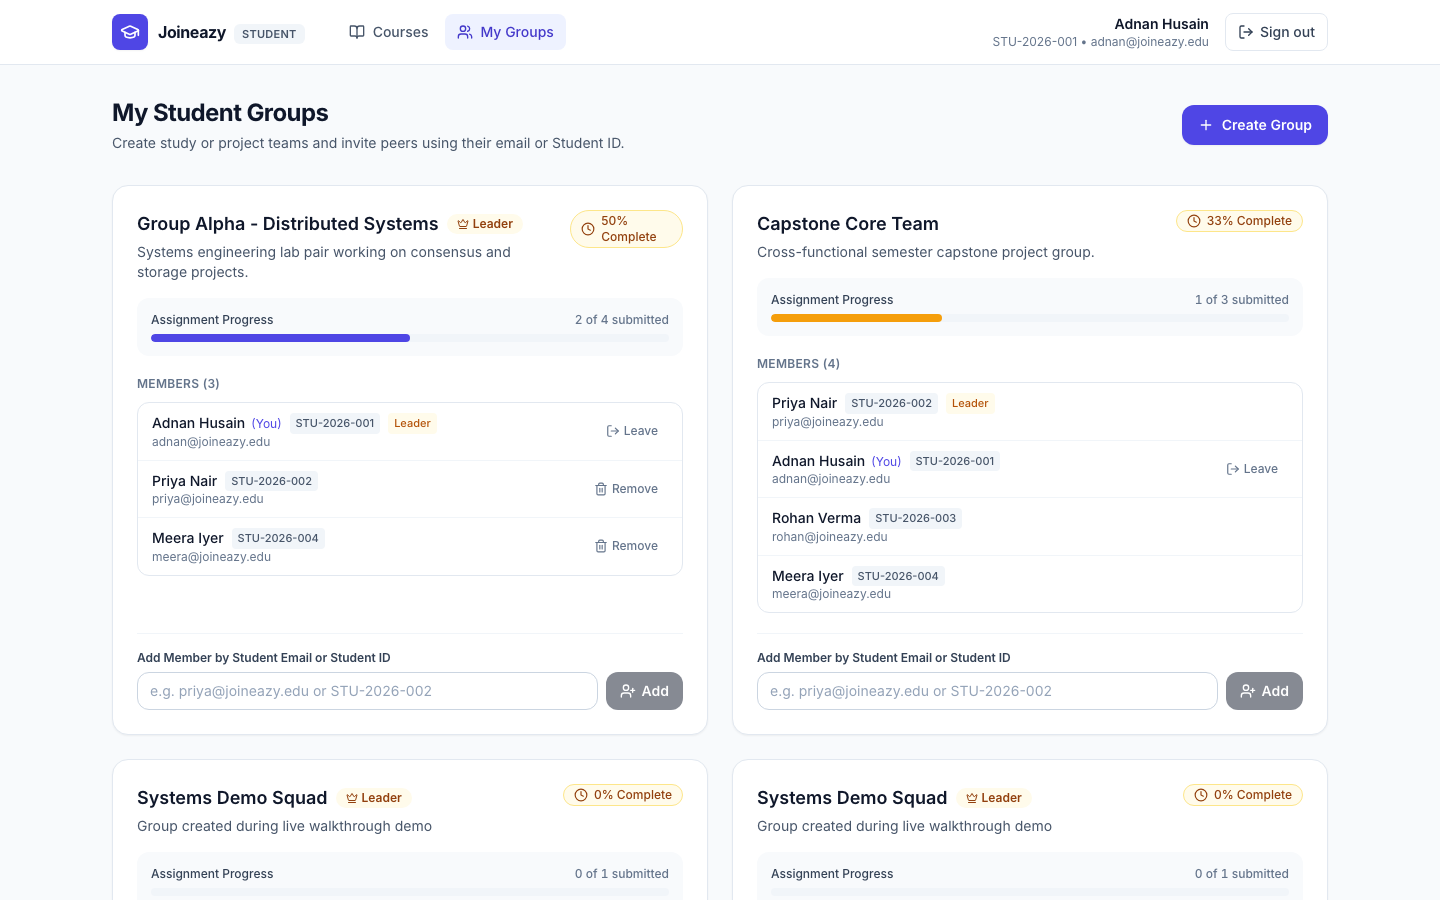 Joineazy STUDENT Courses My Groups Adnan Husain Sign out
STU-2026-001 • adnan@joineazy.edu
My Student Groups
Create study or project teams and invite peers using their email or Student ID.
Create Group
Group Alpha - Distributed Systems Leader 50%
Complete
Systems engineering lab pair working on consensus and
storage projects.
Assignment Progress 2 of 4 submitted
MEMBERS (3)
Adnan Husain (You) STU-2026-001 Leader
adnan@joineazy.edu
Leave
Priya Nair STU-2026-002
priya@joineazy.edu
Remove
Meera Iyer STU-2026-004
meera@joineazy.edu
Remove
Add Member by Student Email or Student ID
e.g. priya@joineazy.edu or STU-2026-002 Add
Capstone Core Team 33% Complete
Cross-functional semester capstone project group.
Assignment Progress 1 of 3 submitted
MEMBERS (4)
Priya Nair STU-2026-002 Leader
priya@joineazy.edu
Adnan Husain (You) STU-2026-001
adnan@joineazy.edu
Leave
Rohan Verma STU-2026-003
rohan@joineazy.edu
Meera Iyer STU-2026-004
meera@joineazy.edu
Add Member by Student Email or Student ID
e.g. priya@joineazy.edu or STU-2026-002 Add
Systems Demo Squad Leader 0% Complete
Group created during live walkthrough demo
Assignment Progress 0 of 1 submitted
Systems Demo Squad Leader 0% Complete
Group created during live walkthrough demo
Assignment Progress 0 of 1 submitted